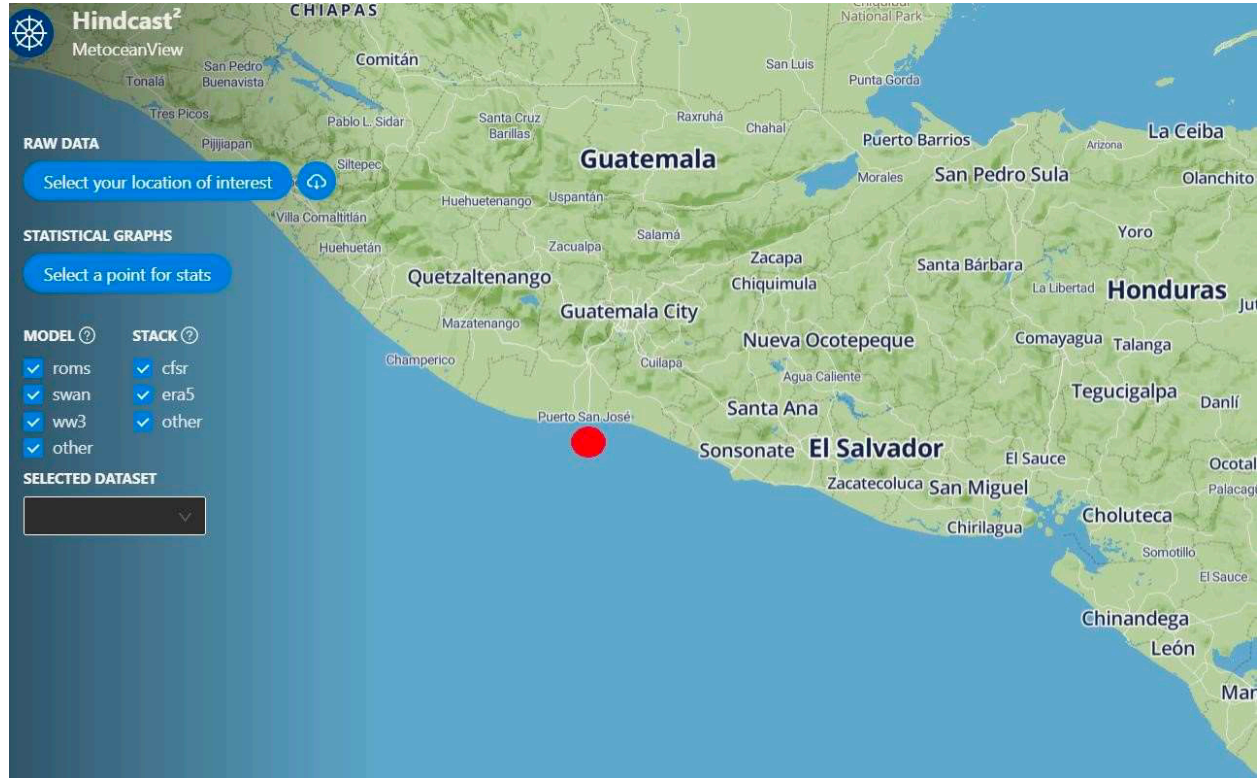 Hindcast²
MetoceanView
RAW DATA
Select your location of interest
STATISTICAL GRAPHS
Select a point for stats
MODEL ?
STACK ?
roms
cfsr
swan
era5
ww3
other
other
SELECTED DATASET
CHIAPAS
National Park
San Pedro
Buenavista
Comitán
San Luis
Tonalá
Punta Gorda
Tres Picos
Pablo L. Sidar
Santa Cruz
Barillas
Raxruhá
Chahal
Puerto Barrios
Arizona
La Ceiba
Pijijiapan
Siltepec
Guatemala
Morales
San Pedro Sula
Olanchito
Huehuetenango
Uspantán
Villa Comaltitlán
Huehuetán
Zacualpa
Salamá
Yoro
Zacapa
Chiquimula
Santa Bárbara
Quetzaltenango
La Libertad
Honduras
Jut
Guatemala City
Mazatenango
Nueva Ocotepeque
Comayagua
Talanga
Champerico
Cuilapa
Agua Caliente
Tegucigalpa
Danlí
Puerto San José
Santa Ana
Sonsonate
El Salvador
El Sauce
Ocotal
Zacatecoluca
San Miguel
Palacagü
Chirilagua
Choluteca
Somotillo
El Sauce
Chinandega
León
Mar